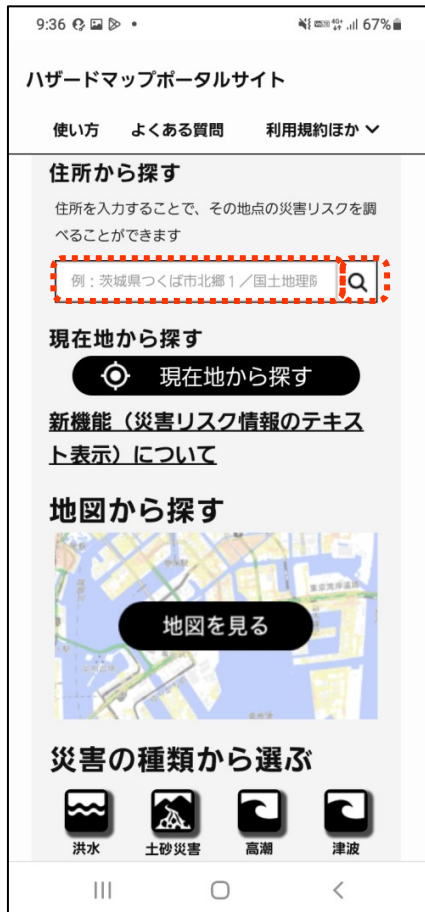 9:36
67%
ハザードマップポータルサイト
使い方 よくある質問 利用規約ほか
住所から探す
住所を入力することで、その地点の災害リスクを調
べることができます
例：茨城県つくば市北郷１／国土地理院
現在地から探す
現在地から探す
新機能（災害リスク情報のテキス
ト表示）について
地図から探す
東京湾岸道路
地図を見る
災害の種類から選ぶ
洪水 土砂災害 高潮 津波